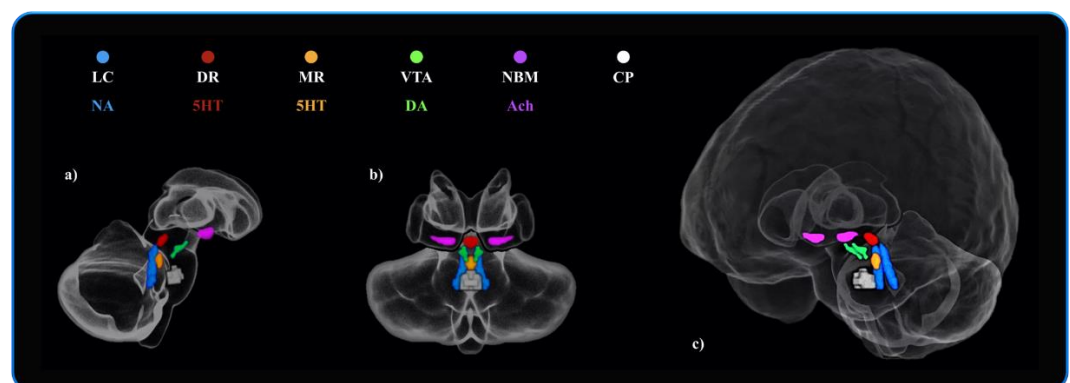 LC DR MR VTA NBM CP
NA 5HT 5HT DA Ach
a)
b)
c)